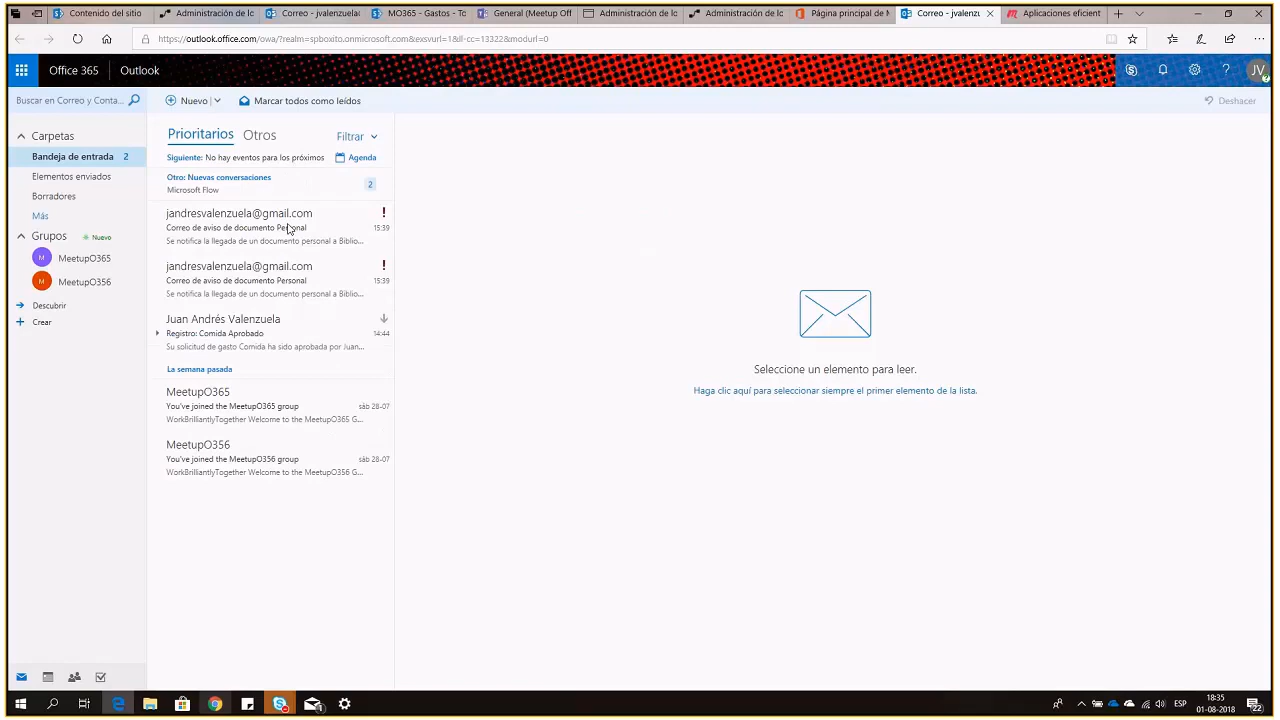 Contenido del sitio
Administración de lc
Correo - jvalenzuela
MO365 - Gastos - To
General (Meetup Off
Administración de lc
Administración de lc
Página principal de M
Correo - jvalenzu
Aplicaciones eficient
https://outlook.office.com/owa/?realm=spboxito.onmicrosoft.com&exsvurl=1&ll-cc=13322&modurl=0
Office 365
Outlook
JV
Buscar en Correo y Conta...
Nuevo
Marcar todos como leídos
Deshacer
Carpetas
Bandeja de entrada 2
Elementos enviados
Borradores
Más
Grupos
Nuevo
M MeetupO365
M MeetupO356
Descubrir
Crear
Prioritarios
Otros
Filtrar
Siguiente: No hay eventos para los próximos
Agenda
Otro: Nuevas conversaciones
2
Microsoft Flow
jandresvalenzuela@gmail.com !
Correo de aviso de documento Personal 15:39
Se notifica la llegada de un documento personal a Biblio...
jandresvalenzuela@gmail.com !
Correo de aviso de documento Personal 15:39
Se notifica la llegada de un documento personal a Biblio...
Juan Andrés Valenzuela
Registro: Comida Aprobado 14:44
Su solicitud de gasto Comida ha sido aprobada por Juan...
La semana pasada
MeetupO365
You've joined the MeetupO365 group sáb 28-07
WorkBrilliantlyTogether Welcome to the MeetupO365 G...
MeetupO356
You've joined the MeetupO356 group sáb 28-07
WorkBrilliantlyTogether Welcome to the MeetupO356 G...
Seleccione un elemento para leer.
Haga clic aquí para seleccionar siempre el primer elemento de la lista.
ESP
18:35
01-08-2018
22